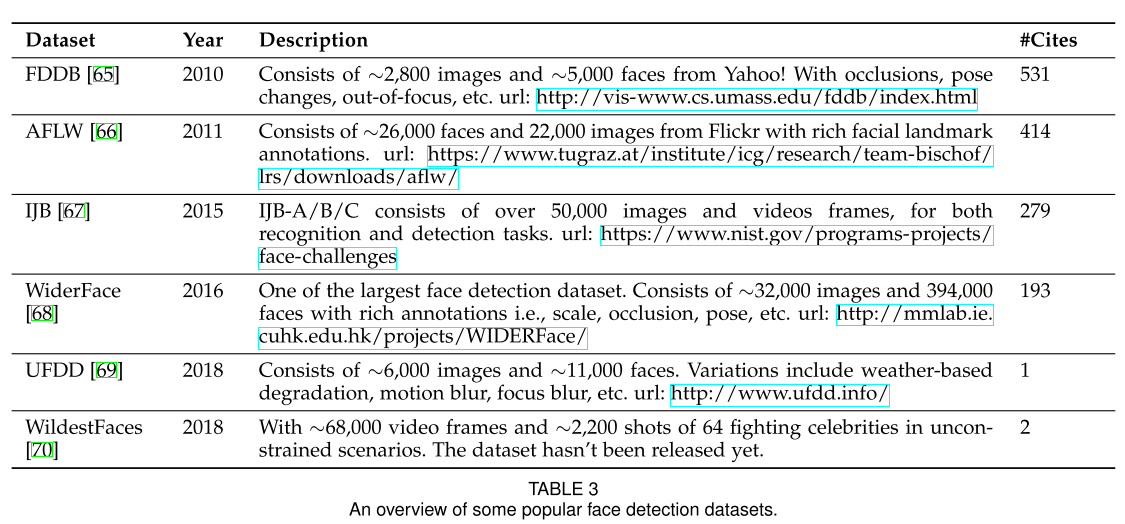 Dataset Year Description #Cites
FDDB [65] 2010 Consists of ∼2,800 images and ∼5,000 faces from Yahoo! With occlusions, pose 531
changes, out-of-focus, etc. url: http://vis-www.cs.umass.edu/fddb/index.html
AFLW [66] 2011 Consists of ∼26,000 faces and 22,000 images from Flickr with rich facial landmark 414
annotations. url: https://www.tugraz.at/institute/icg/research/team-bischof/
lrs/downloads/aflw/
IJB [67] 2015 IJB-A/B/C consists of over 50,000 images and videos frames, for both 279
recognition and detection tasks. url: https://www.nist.gov/programs-projects/
face-challenges
WiderFace 2016 One of the largest face detection dataset. Consists of ∼32,000 images and 394,000 193
[68] faces with rich annotations i.e., scale, occlusion, pose, etc. url: http://mmlab.ie.
cuhk.edu.hk/projects/WIDERFace/
UFDD [69] 2018 Consists of ∼6,000 images and ∼11,000 faces. Variations include weather-based 1
degradation, motion blur, focus blur, etc. url: http://www.ufdd.info/
WildestFaces 2018 With ∼68,000 video frames and ∼2,200 shots of 64 fighting celebrities in uncon- 2
[70] strained scenarios. The dataset hasn't been released yet.
TABLE 3
An overview of some popular face detection datasets.